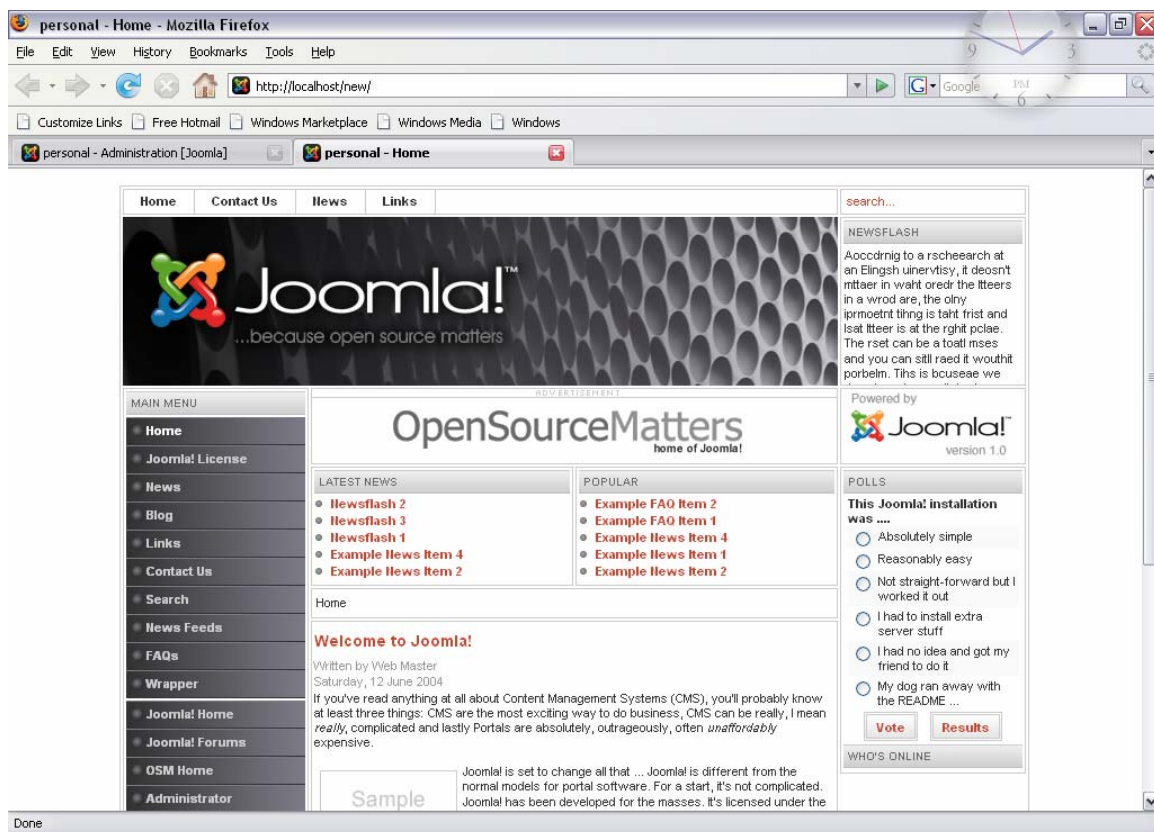 personal - Home - Mozilla Firefox
File Edit View History Bookmarks Tools Help
9 3
http://localhost/new/
G Google
PM
6
Customize Links Free Hotmail Windows Marketplace Windows Media Windows
personal - Administration [Joomla] personal - Home
Home Contact Us News Links
search...
Joomla!™
...because open source matters
NEWSFLASH
Aoccdrnig to a rscheearch at
an Elingsh uinervtisy, it deosn't
mttaer in waht oredr the ltteers
in a wrod are, the olny
iprmoetnt tihng is taht frist and
lsat ltteer is at the rghit pclae.
The rset can be a toatl mses
and you can sitll raed it wouthit
porbelm. Tihs is bcuseae we
MAIN MENU
Home
Joomla! License
News
Blog
Links
Contact Us
Search
News Feeds
FAQs
Wrapper
Joomla! Home
Joomla! Forums
OSM Home
Administrator
ADVERTISEMENT
OpenSourceMatters
home of Joomla!
LATEST NEWS
Newsflash 2
Newsflash 3
Newsflash 1
Example News Item 4
Example News Item 2
POPULAR
Example FAQ Item 2
Example FAQ Item 1
Example News Item 4
Example News Item 1
Example News Item 2
Home
Welcome to Joomla!
Written by Web Master
Saturday, 12 June 2004
If you've read anything at all about Content Management Systems (CMS), you'll probably know
at least three things: CMS are the most exciting way to do business, CMS can be really, I mean
really, complicated and lastly Portals are absolutely, outrageously, often unaffordably
expensive.
Sample
Joomla! is set to change all that ... Joomla! is different from the
normal models for portal software. For a start, it's not complicated.
Joomla! has been developed for the masses. It's licensed under the
Powered by
Joomla!™
version 1.0
POLLS
This Joomla! installation
was ....
Absolutely simple
Reasonably easy
Not straight-forward but I
worked it out
I had to install extra
server stuff
I had no idea and got my
friend to do it
My dog ran away with
the README ...
Vote Results
WHO'S ONLINE
Done